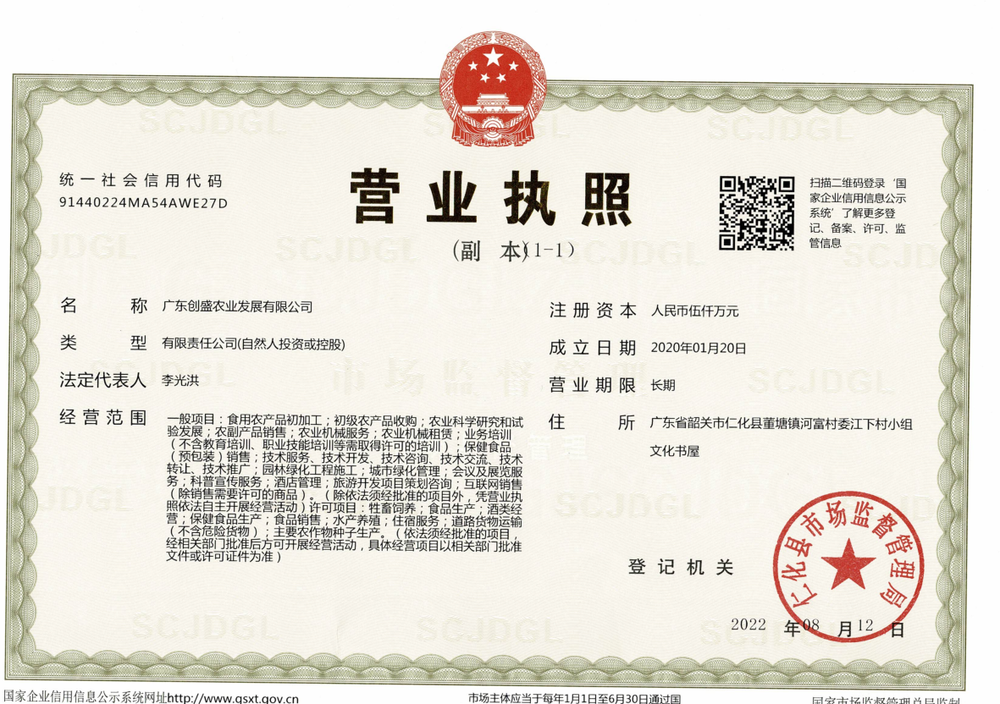 统一社会信用代码
91440224MA54AWE27D
营业执照
(副 本)(1-1)
扫描二维码登录‘国
家企业信用信息公示
系统’了解更多登
记、备案、许可、监
管信息
名 称 广东创盛农业发展有限公司
类 型 有限责任公司(自然人投资或控股)
法定代表人 李光洪
经营范围 一般项目：食用农产品初加工；初级农产品收购；农业科学研究和试
验发展；农副产品销售；农业机械服务；农业机械租赁；业务培训
（不含教育培训、职业技能培训等需取得许可的培训）；保健食品
（预包装）销售；技术服务、技术开发、技术咨询、技术交流、技术
转让、技术推广；园林绿化工程施工；城市绿化管理；会议及展览服
务；科普宣传服务；酒店管理；旅游开发项目策划咨询；互联网销售
（除销售需要许可的商品）。（除依法须经批准的项目外，凭营业执
照依法自主开展经营活动）许可项目：牲畜饲养；食品生产；酒类经
营；保健食品生产；食品销售；水产养殖；住宿服务；道路货物运输
（不含危险货物）；主要农作物种子生产。（依法须经批准的项目，
经相关部门批准后方可开展经营活动，具体经营项目以相关部门批准
文件或许可证件为准）
注册资本 人民币伍仟万元
成立日期 2020年01月20日
营业期限 长期
住 所 广东省韶关市仁化县董塘镇河富村委江下村小组
文化书屋
登记机关
仁化县市场监督管理局
2022 年08 月12 日
国家企业信用信息公示系统网址http://www.gsxt.gov.cn
市场主体应当于每年1月1日至6月30日通过国
国家市场监督管理总局监制
SCJDGL
市场监督管理